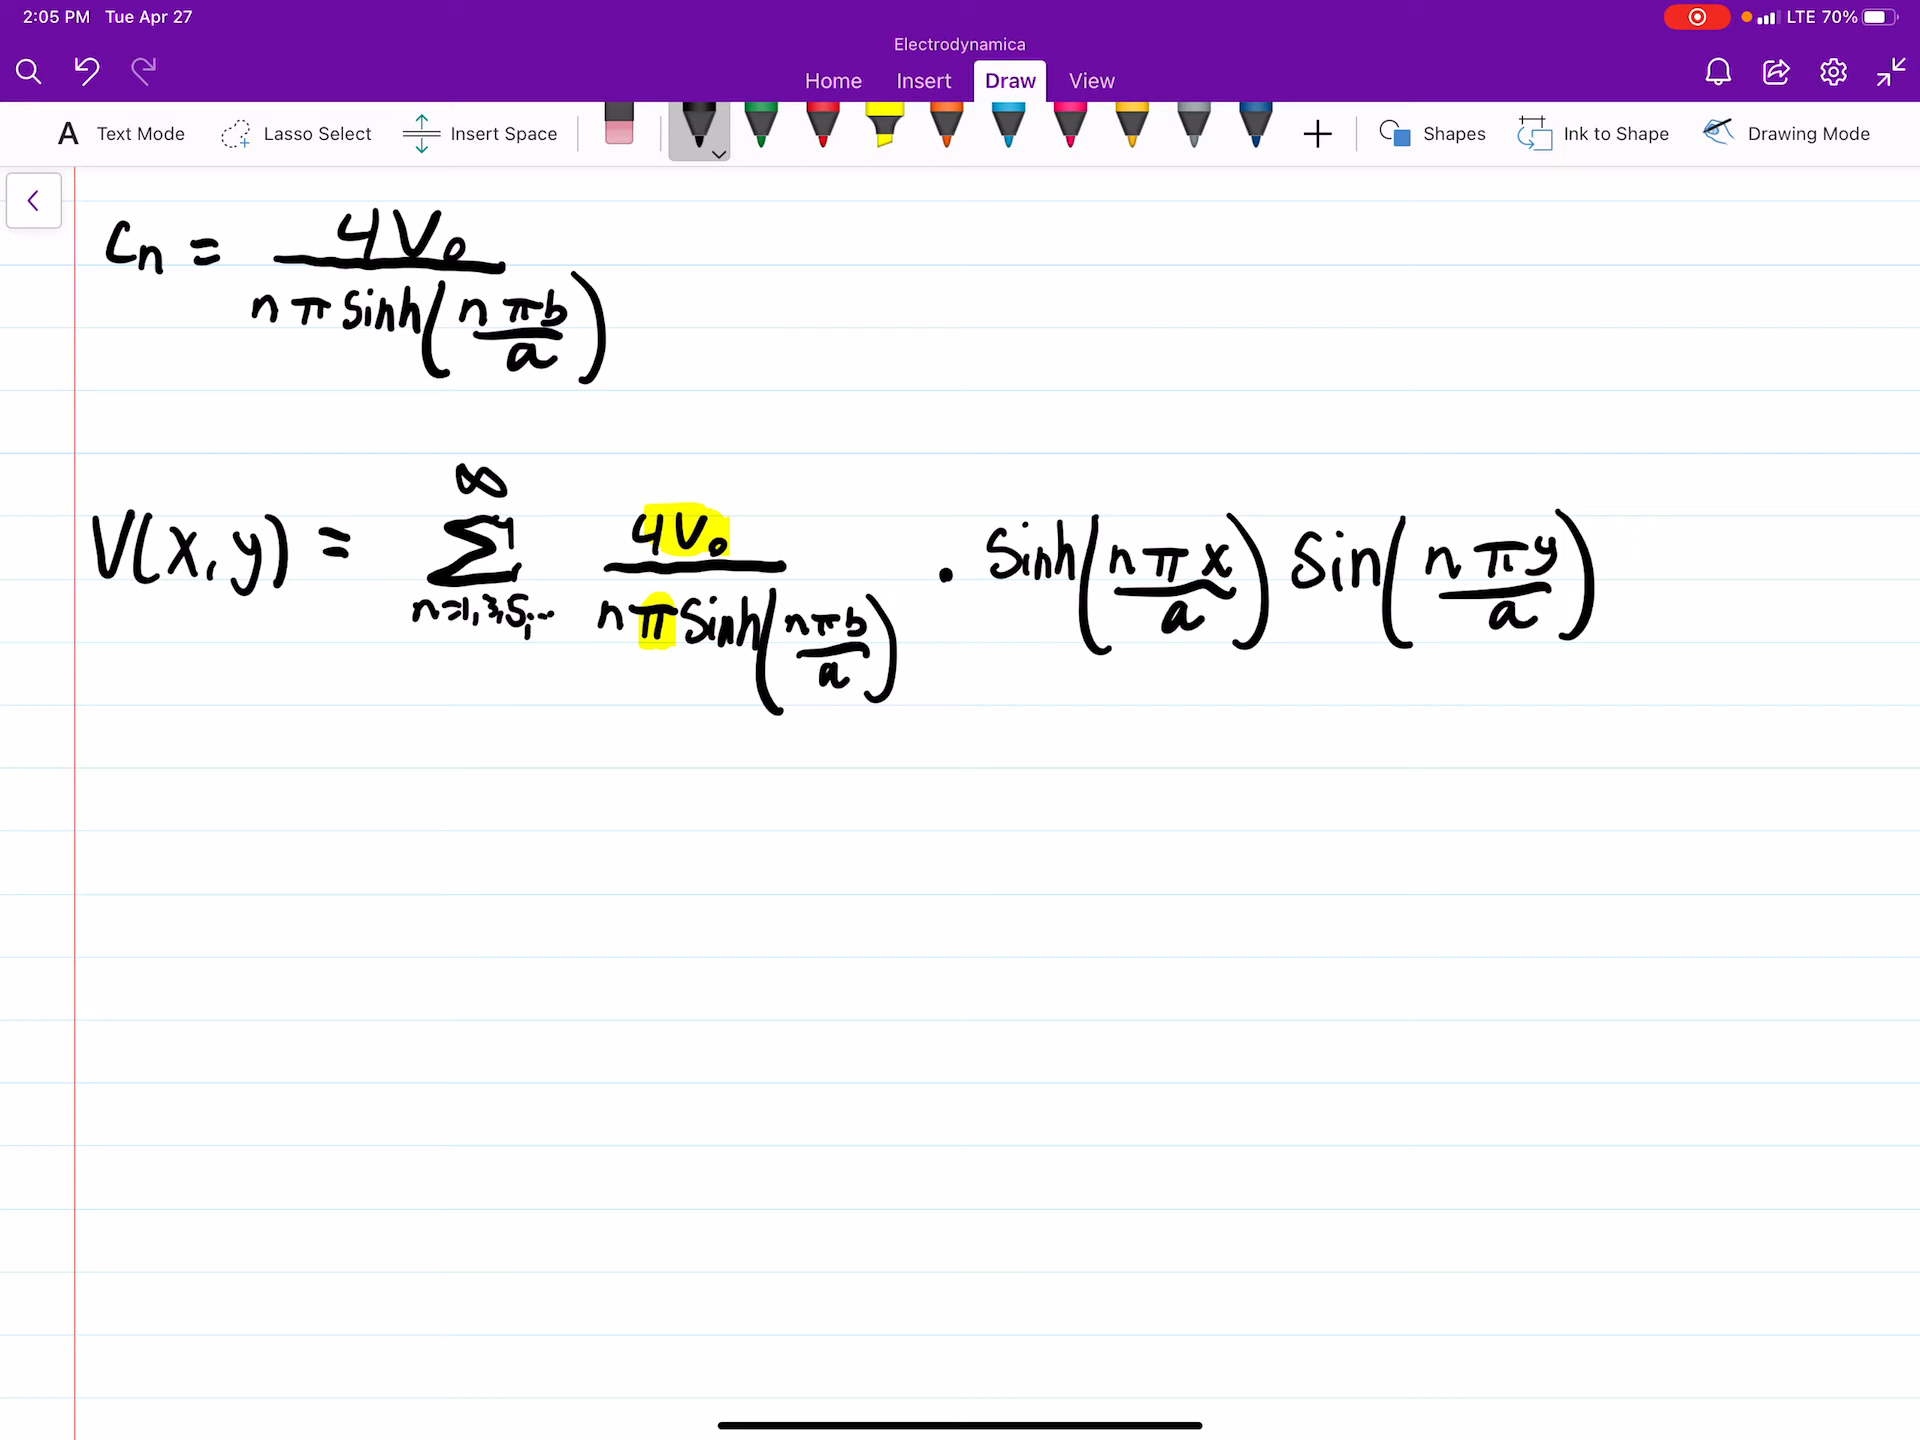 2:05 PM Tue Apr 27
LTE 70%
Electrodynamica
Home Insert Draw View
A Text Mode Lasso Select Insert Space Shapes Ink to Shape Drawing Mode
Cn = 4V₀ / (nπ sinh(nπb/a))
V(x,y) = ∞ Σ n=1,3,5,... 4V₀ / (nπ sinh(nπb/a)) · sinh(nπx/a) sin(nπy/a)